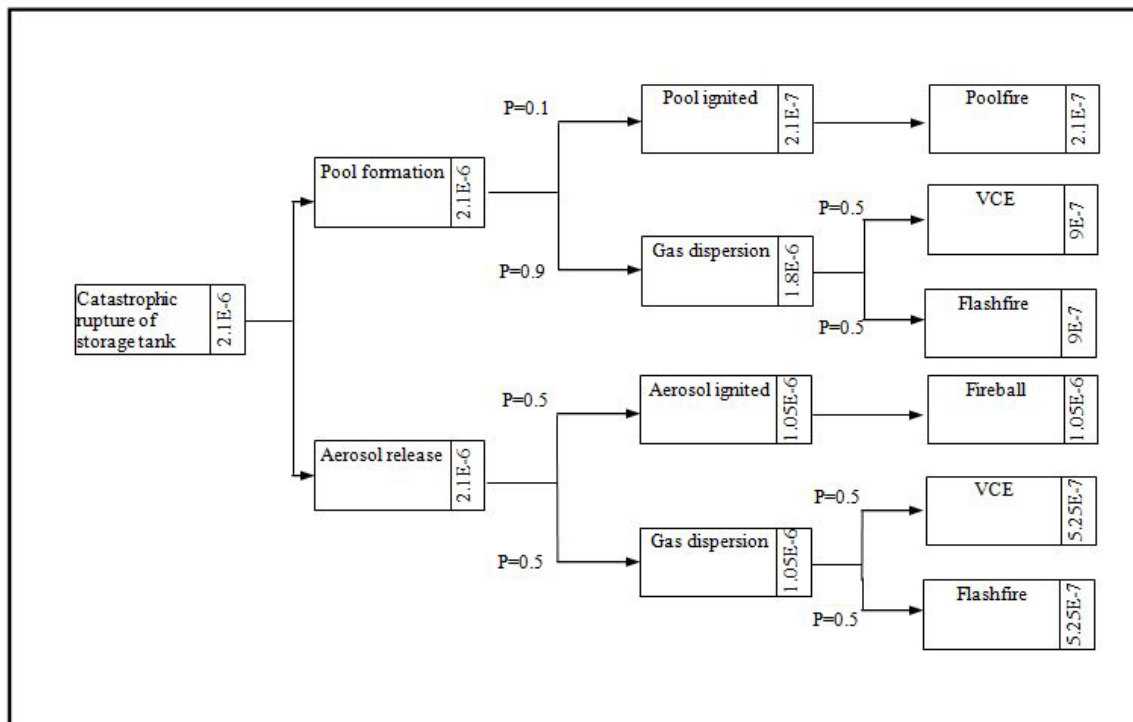 Pool ignited
2.1E-7
Poolfire
2.1E-7
P=0.1
Pool formation
2.1E-6
VCE
9E-7
P=0.5
Gas dispersion
1.8E-6
P=0.9
Flashfire
9E-7
P=0.5
Catastrophic
rupture of
storage tank
2.1E-6
Aerosol ignited
1.05E-6
Fireball
1.05E-6
P=0.5
Aerosol release
2.1E-6
VCE
5.25E-7
P=0.5
Gas dispersion
1.05E-6
P=0.5
Flashfire
5.25E-7
P=0.5